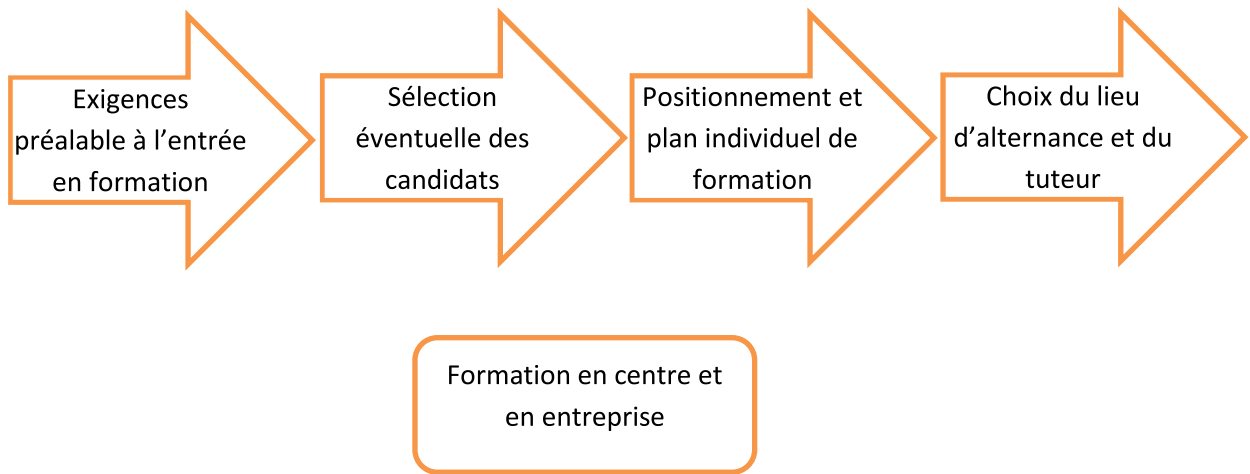 Exigences
préalable à l'entrée
en formation
Sélection
éventuelle des
candidats
Positionnement et
plan individuel de
formation
Choix du lieu
d'alternance et du
tuteur
Formation en centre et
en entreprise